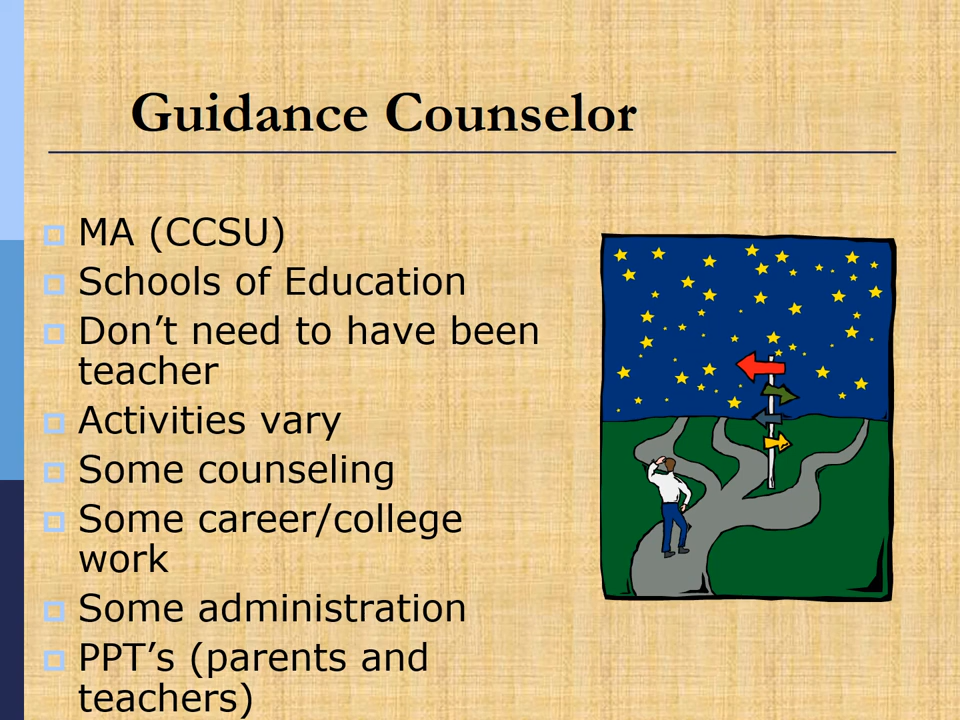 Guidance Counselor
MA (CCSU)
Schools of Education
Don’t need to have been
teacher
Activities vary
Some counseling
Some career/college
work
Some administration
PPT’s (parents and
teachers)